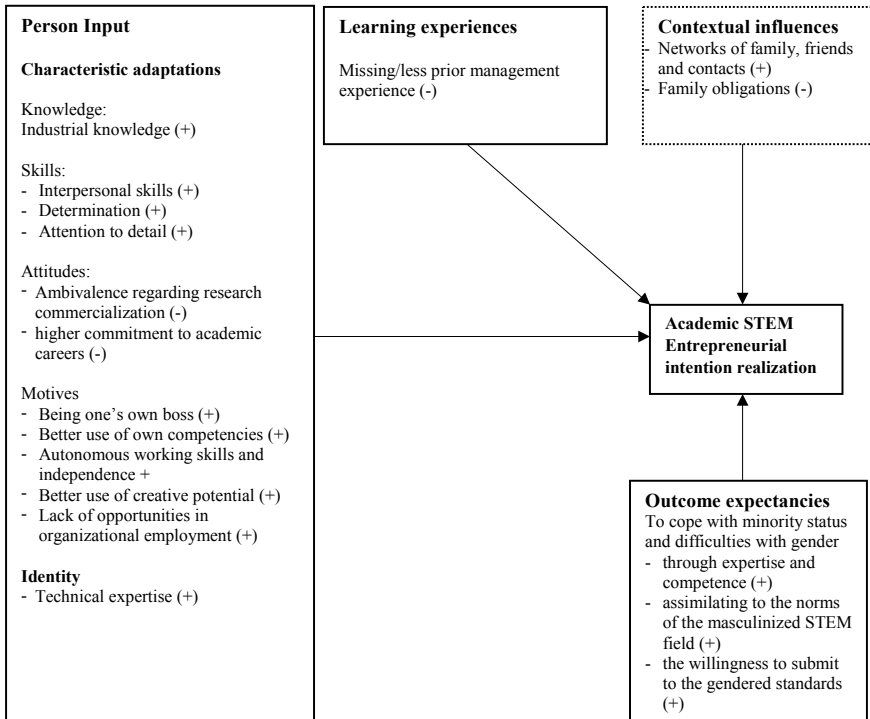 Person Input
Characteristic adaptations
Knowledge:
Industrial knowledge (+)
Skills:
- Interpersonal skills (+)
- Determination (+)
- Attention to detail (+)
Attitudes:
- Ambivalence regarding research
commercialization (-)
- higher commitment to academic
careers (-)
Motives
- Being one's own boss (+)
- Better use of own competencies (+)
- Autonomous working skills and
independence +
- Better use of creative potential (+)
- Lack of opportunities in
organizational employment (+)
Identity
- Technical expertise (+)
Learning experiences
Missing/less prior management
experience (-)
Contextual influences
- Networks of family, friends
and contacts (+)
- Family obligations (-)
Academic STEM
Entrepreneurial
intention realization
Outcome expectancies
To cope with minority status
and difficulties with gender
- through expertise and
competence (+)
- assimilating to the norms
of the masculinized STEM
field (+)
- the willingness to submit
to the gendered standards
(+)